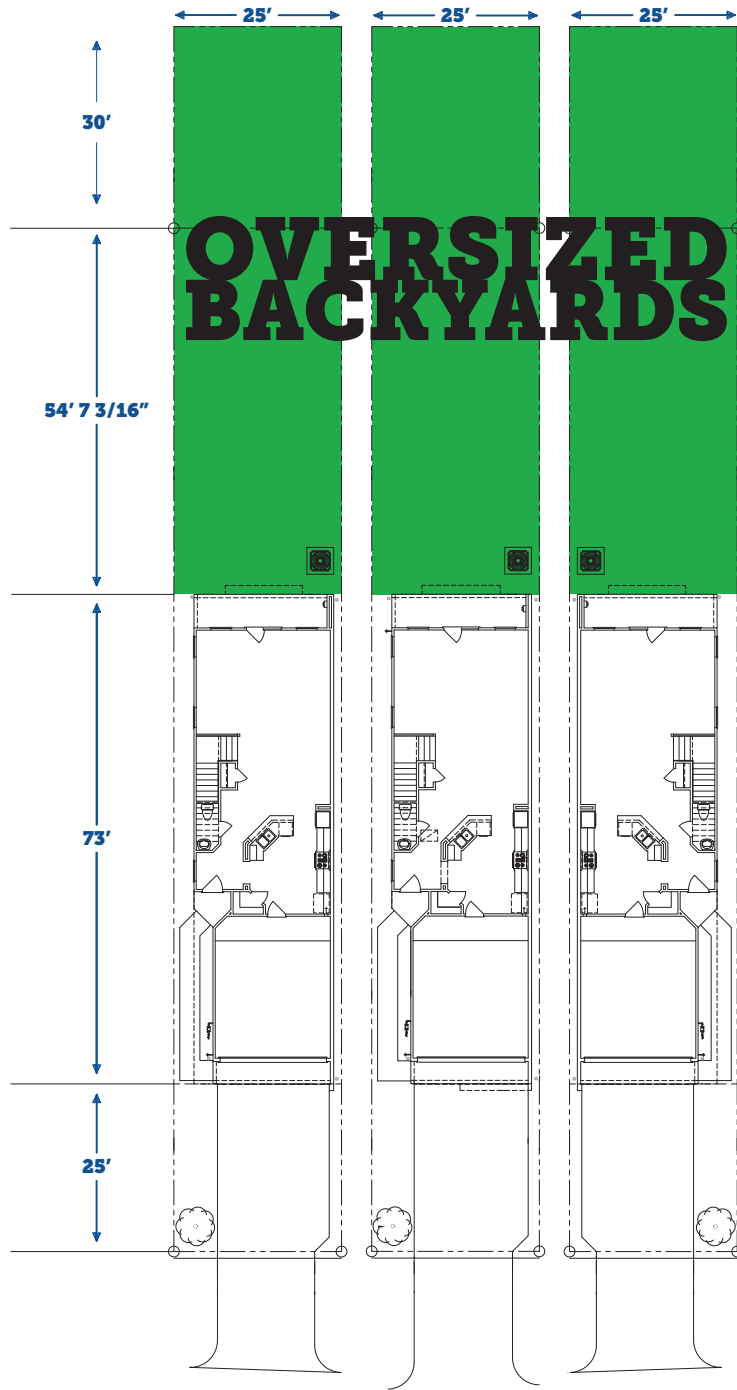 25′ 25′ 25′
30′
OVERSIZED
BACKYARDS
54′ 7 3/16″
73′
25′